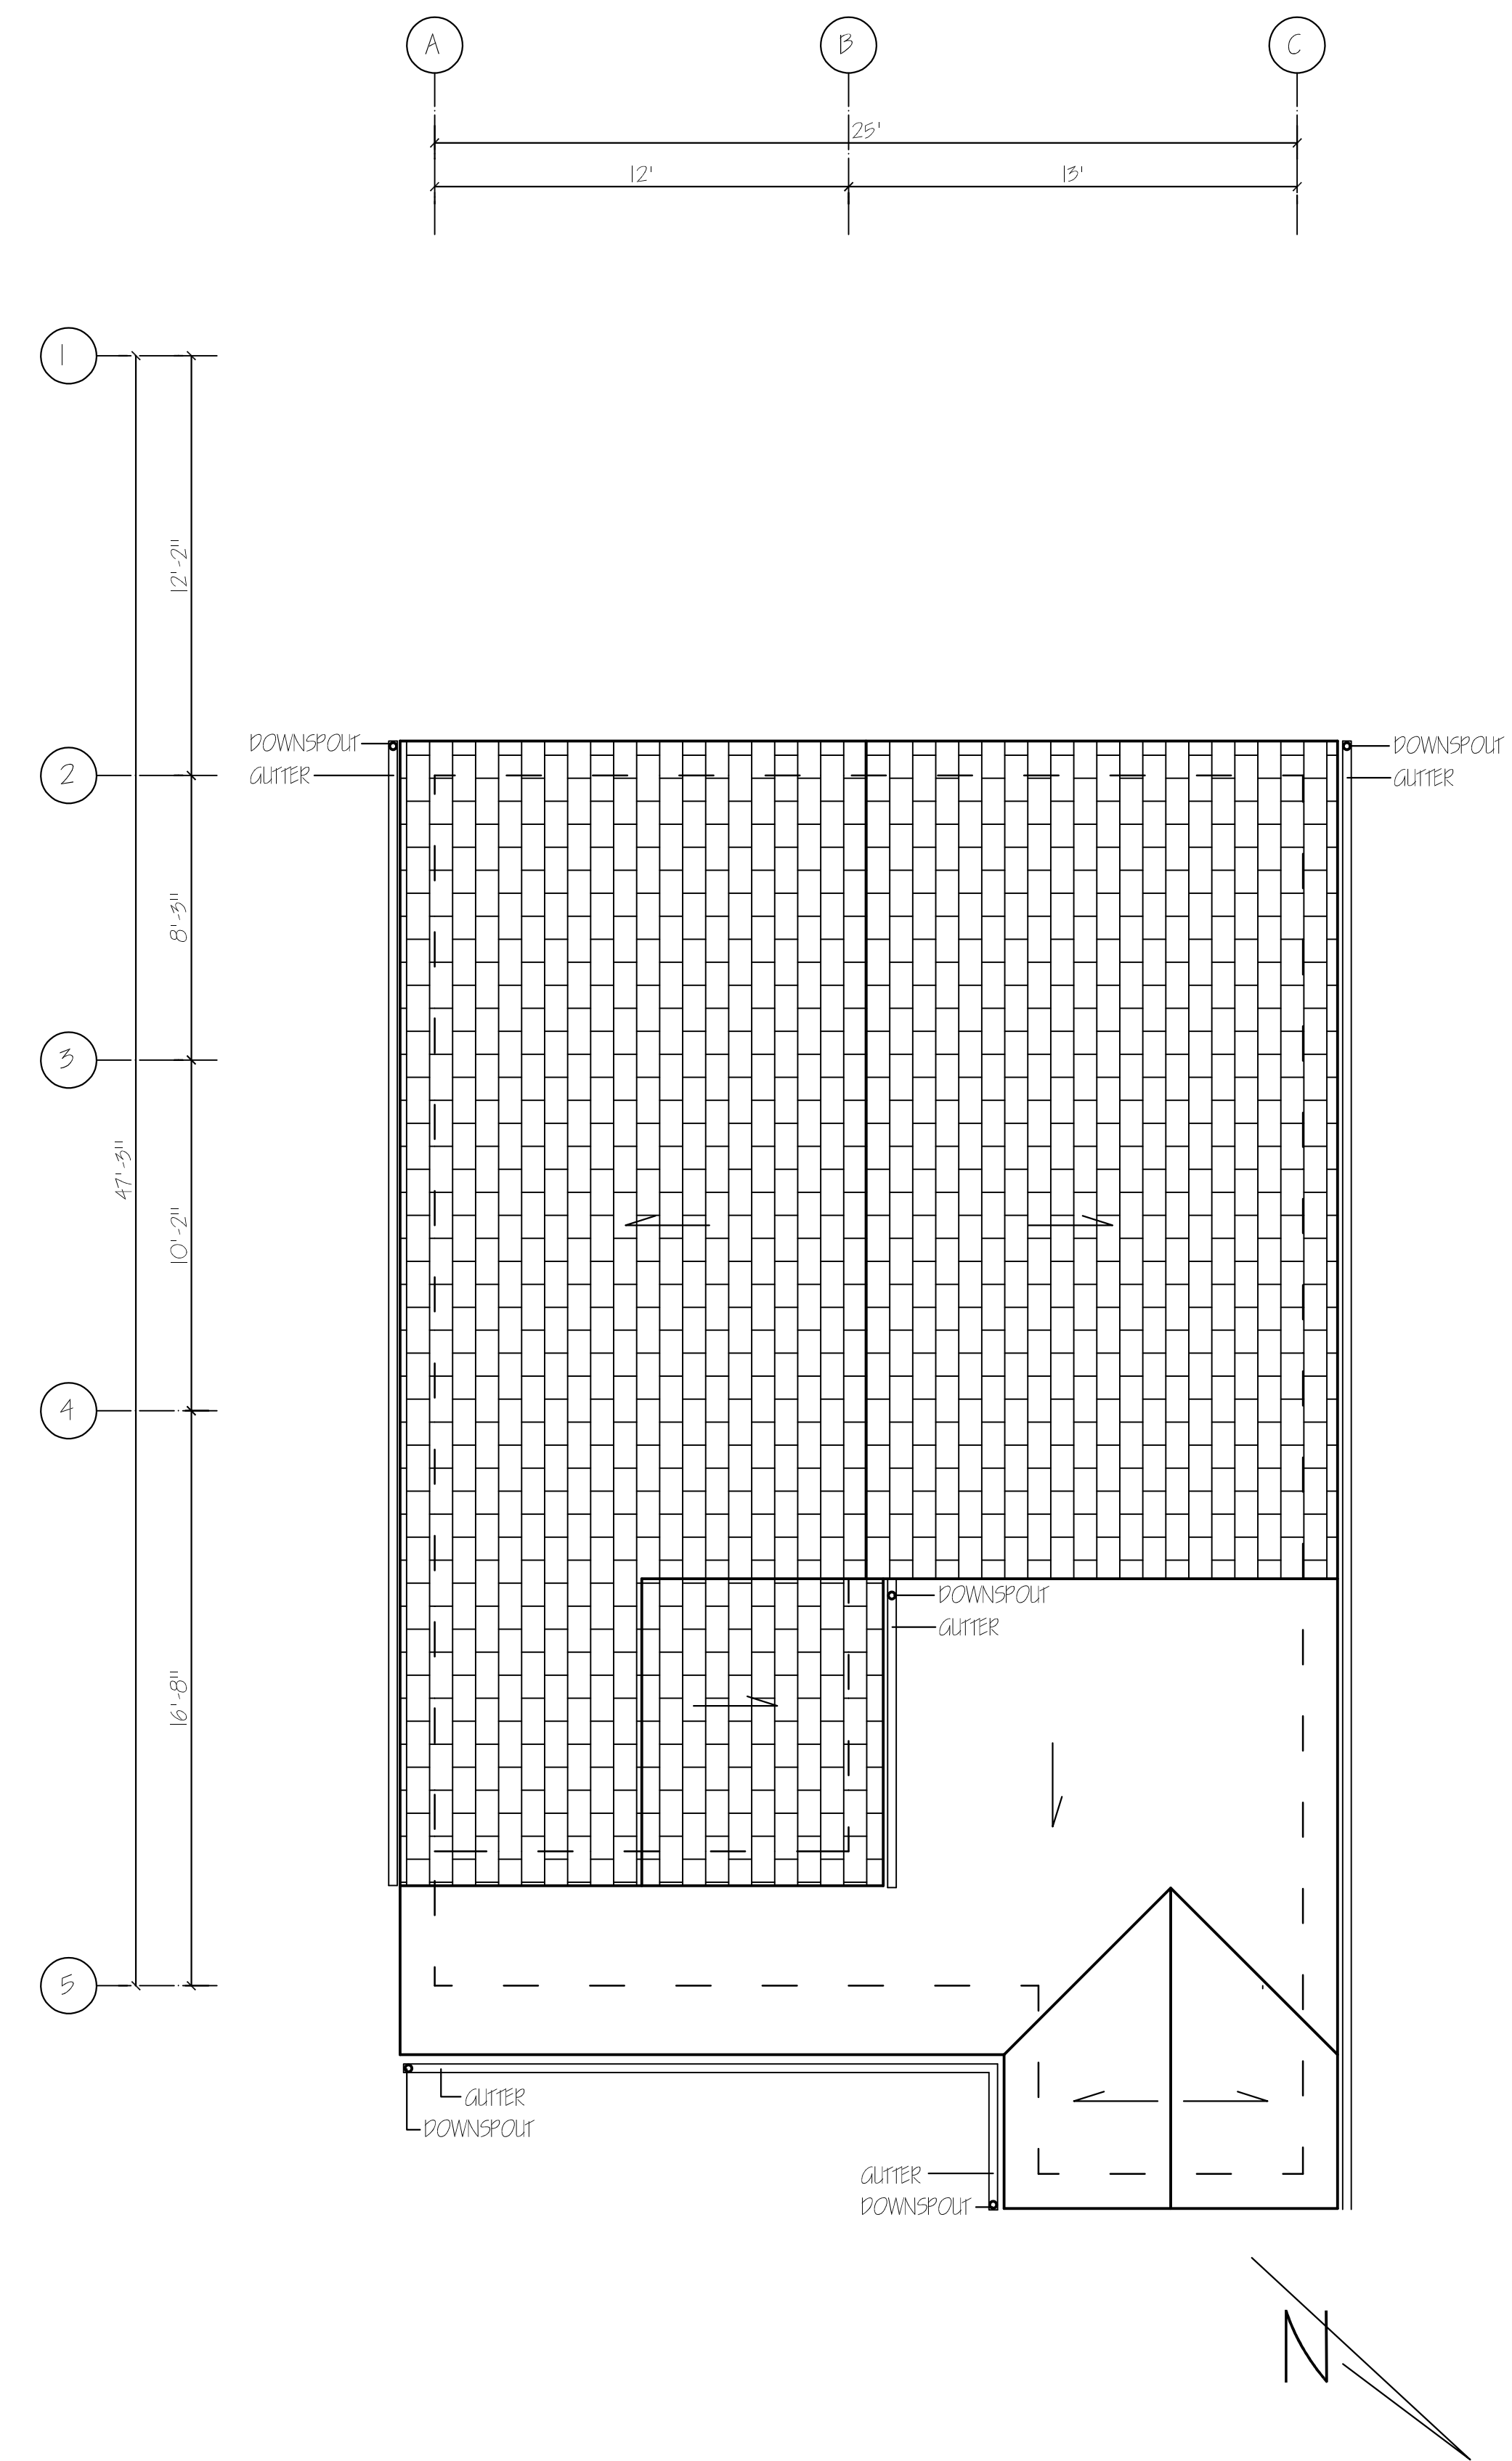 A
B
C
25'
12'
13'
1
12'-2"
DOWNSPOUT
DOWNSPOUT
2
GUTTER
GUTTER
8'-3"
3
47'-3"
10'-2"
4
DOWNSPOUT
GUTTER
16'-8"
5
GUTTER
DOWNSPOUT
GUTTER
DOWNSPOUT
N